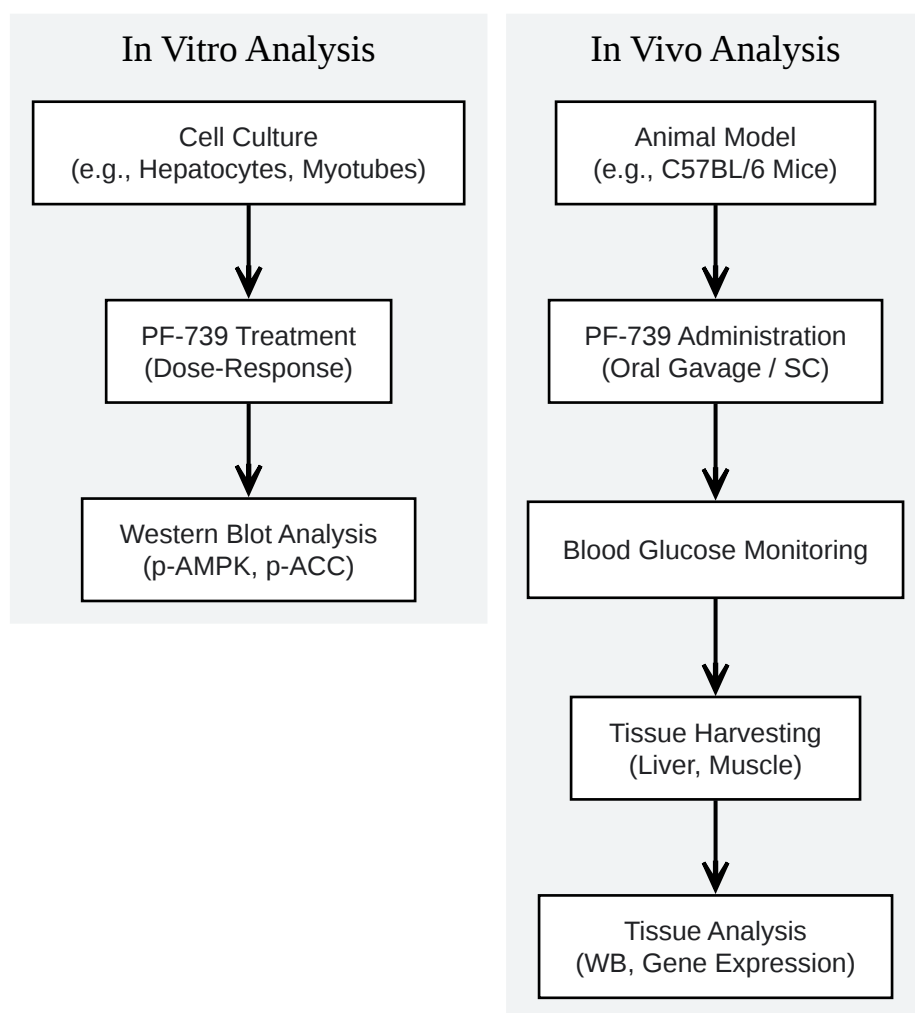 In Vitro Analysis
Cell Culture
(e.g., Hepatocytes, Myotubes)
PF-739 Treatment
(Dose-Response)
Western Blot Analysis
(p-AMPK, p-ACC)
In Vivo Analysis
Animal Model
(e.g., C57BL/6 Mice)
PF-739 Administration
(Oral Gavage / SC)
Blood Glucose Monitoring
Tissue Harvesting
(Liver, Muscle)
Tissue Analysis
(WB, Gene Expression)